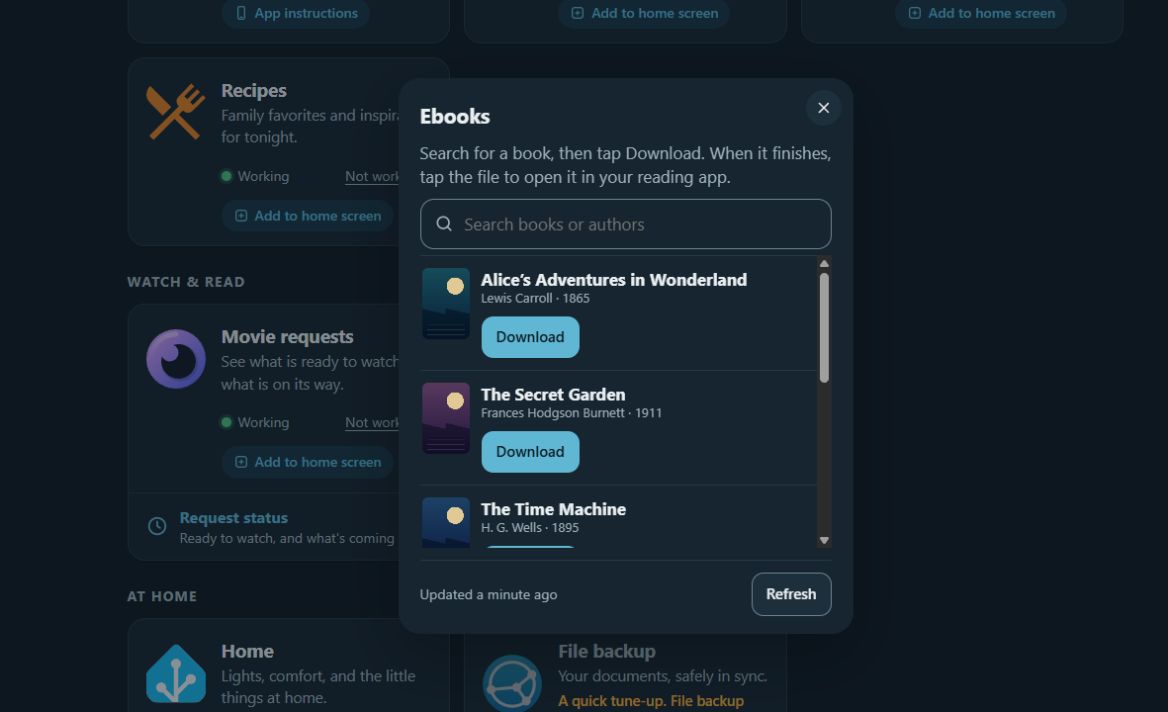 App instructions
Add to home screen
Add to home screen
Recipes
Family favorites and inspira
for tonight.
Working
Not work
Add to home screen
WATCH & READ
Movie requests
See what is ready to watch
what is on its way.
Working
Not work
Add to home screen
Request status
Ready to watch, and what's coming
AT HOME
Home
Lights, comfort, and the little
things at home.
File backup
Your documents, safely in sync.
A quick tune-up. File backup
Ebooks
Search for a book, then tap Download. When it finishes,
tap the file to open it in your reading app.
Search books or authors
Alice’s Adventures in Wonderland
Lewis Carroll · 1865
Download
The Secret Garden
Frances Hodgson Burnett · 1911
Download
The Time Machine
H. G. Wells · 1895
Updated a minute ago
Refresh